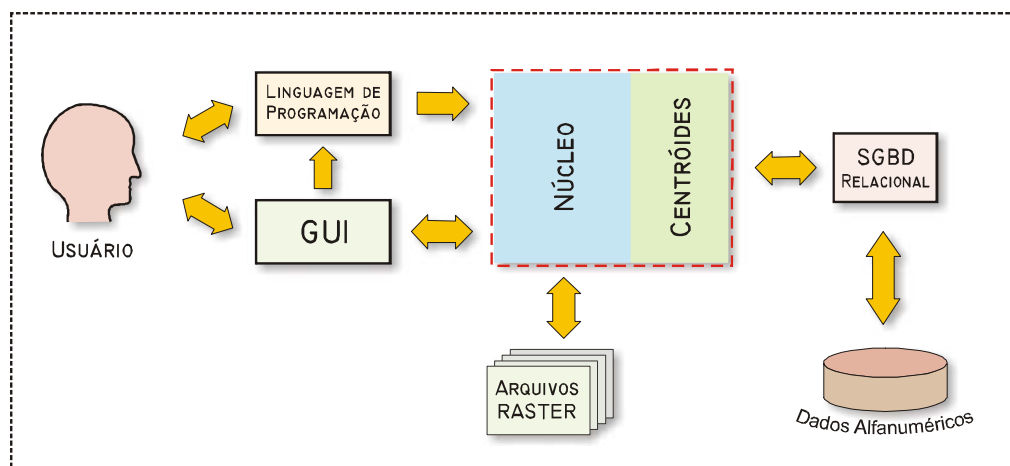 LINGUAGEM DE
PROGRAMAÇÃO
USUÁRIO
GUI
NÚCLEO
CENTRÓIDES
SGBD
RELACIONAL
ARQUIVOS
RASTER
Dados Alfanuméricos